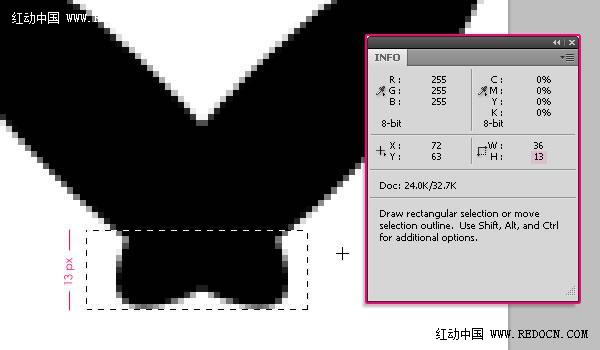 红动中国 WWW.
INFO
R : 255
G : 255
B : 255
8-bit
C : 0%
M : 0%
Y : 0%
K : 0%
8-bit
X : 72
Y : 63
W : 36
H : 13
Doc: 24.0K/32.7K
Draw rectangular selection or move
selection outline. Use Shift, Alt, and Ctrl
for additional options.
13 px
红动中国 WWW.REDOCN.COM